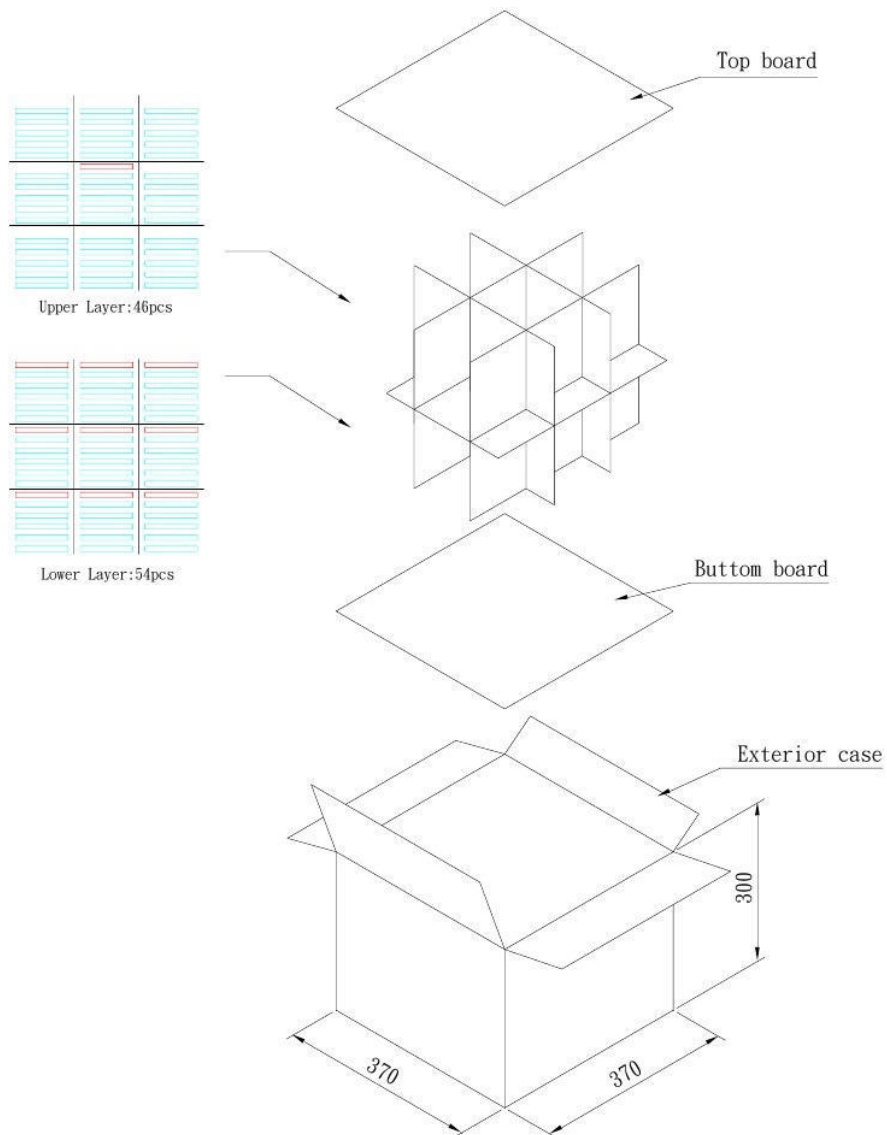 Top board
Upper Layer:46pcs
Lower Layer:54pcs
Buttom board
Exterior case
300
370
370